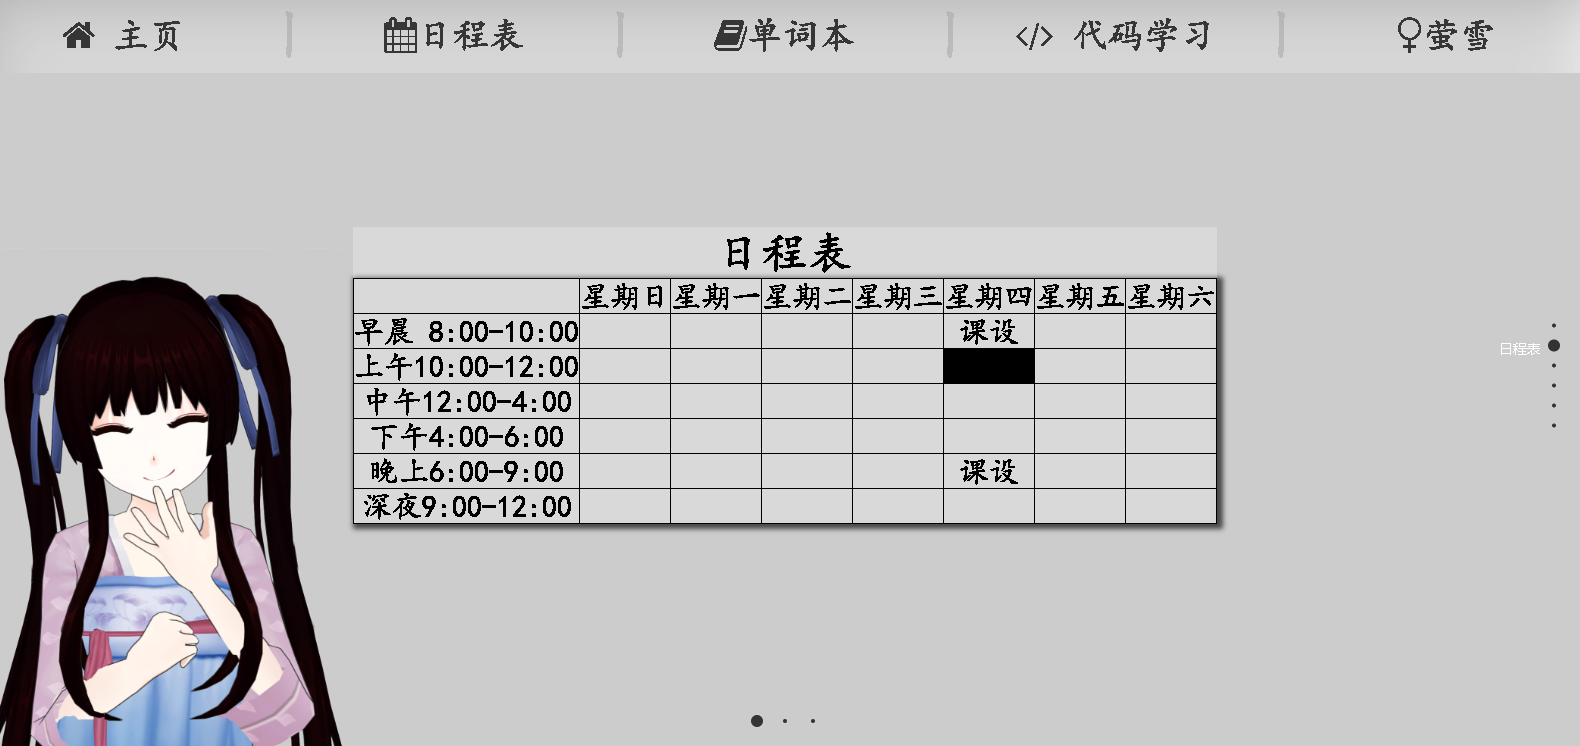 主页 日程表 单词本 </> 代码学习 萤雪
日程表
星期日 星期一 星期二 星期三 星期四 星期五 星期六
早晨 8:00-10:00 课设
上午10:00-12:00
日程表
中午12:00-4:00
下午4:00-6:00
晚上6:00-9:00 课设
深夜9:00-12:00